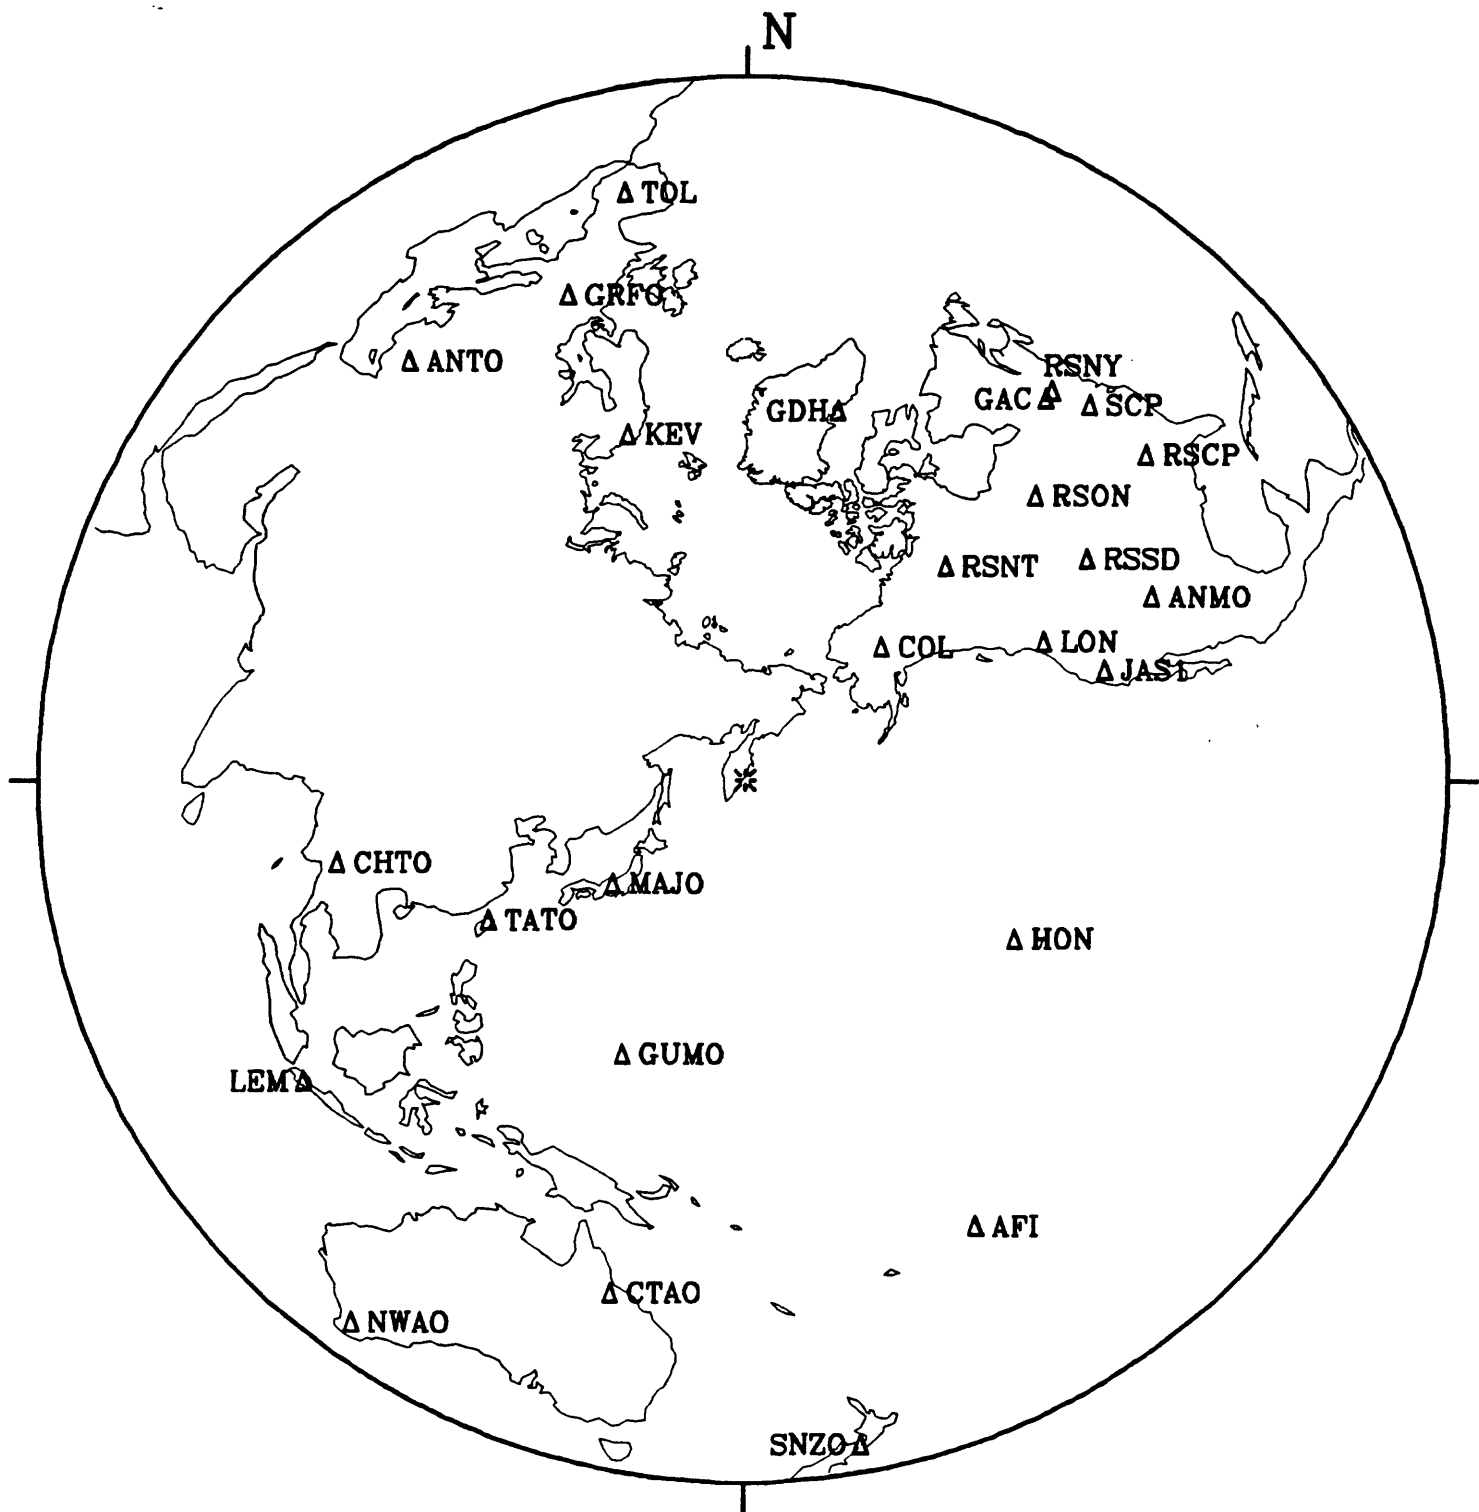 N
TOL
GRFO
ANTO
RSNY
GDH
GAC
SCP
KEV
RSCP
RSON
RSNT
RSSD
ANMO
COL
LON
JAS1
CHTO
MAJO
TATO
HON
GUMO
LEM
AFI
CTAO
NWAO
SNZO